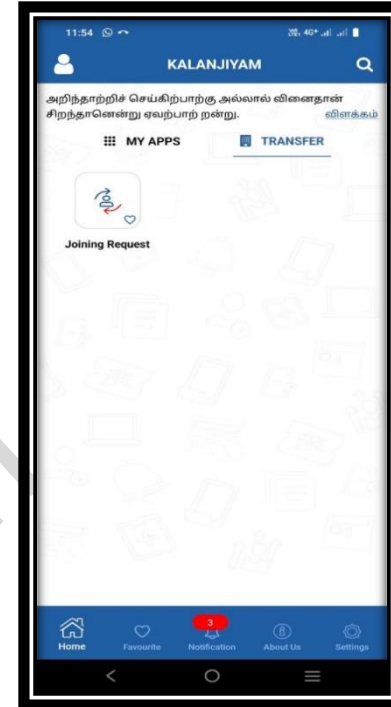 11:54
4G+
KALANJIYAM
அறிந்தாற்றிச் செய்கிற்பாற்கு அல்லால் வினைதான்
சிறந்தானென்று ஏவற்பாற் றன்று.
விளக்கம்
MY APPS
TRANSFER
Joining Request
3
Home
Favourite
Notification
About Us
Settings